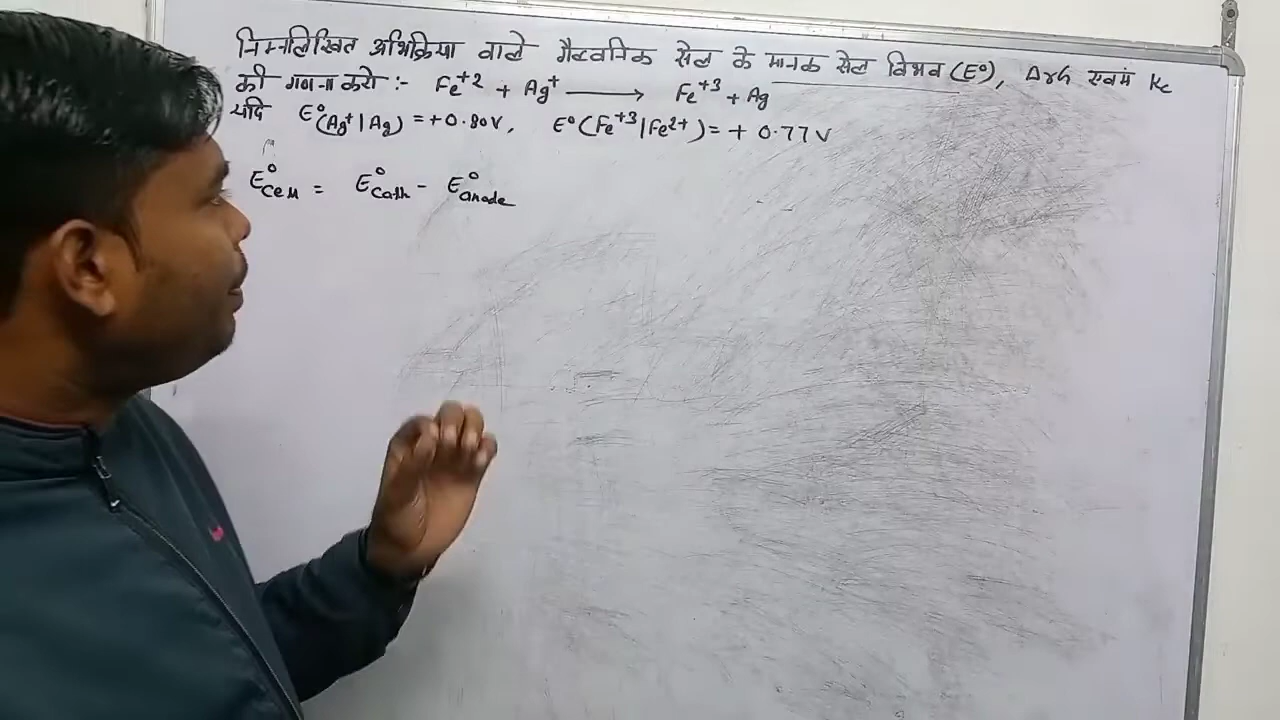 निम्नलिखित अभिक्रिया वाले गैल्वनिक सेल के मानक सेल विभव (E°), ΔrG एवमं Kc
की गणना करो :- Fe⁺² + Ag⁺ ⟶ Fe⁺³ + Ag
यदि E°(Ag⁺|Ag) = +0.80V, E°(Fe⁺³|Fe²⁺) = + 0.77V
E°Cell = E°Cath - E°anode